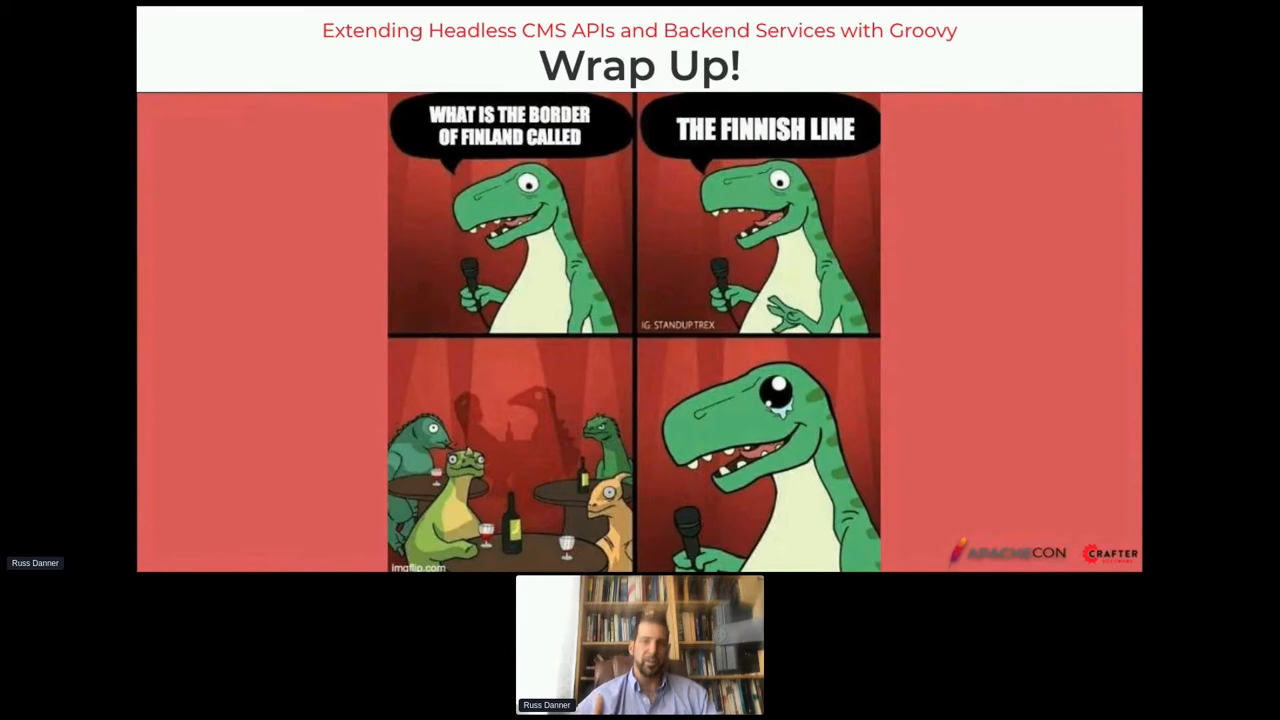 Extending Headless CMS APIs and Backend Services with Groovy
Wrap Up!
WHAT IS THE BORDER
OF FINLAND CALLED
THE FINNISH LINE
IG: STANDUPTREX
imgflip.com
APACHECON
CRAFTER
SOFTWARE
Russ Danner
Russ Danner